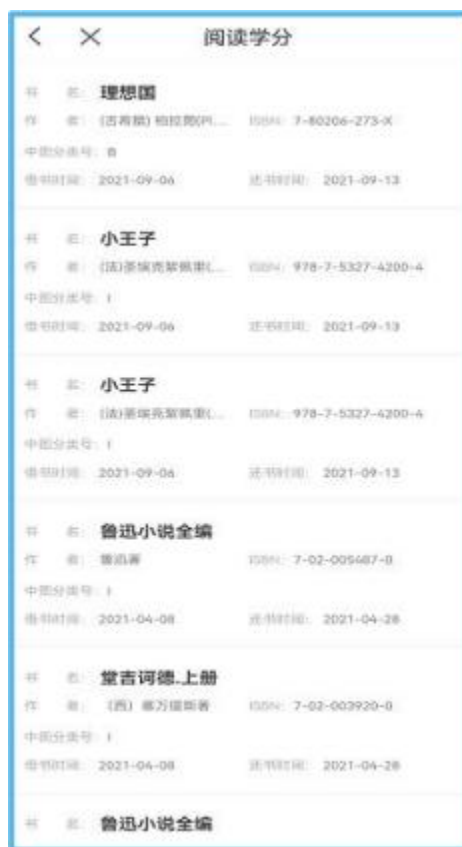 阅读学分
书 名: 理想国
作 者: (古希腊) 柏拉图(Pl... ISBN: 7-80206-273-X
中图分类号: B
借书时间: 2021-09-06 还书时间: 2021-09-13
书 名: 小王子
作 者: (法)圣埃克絮佩里(... ISBN: 978-7-5327-4200-4
中图分类号: I
借书时间: 2021-09-06 还书时间: 2021-09-13
书 名: 小王子
作 者: (法)圣埃克絮佩里(... ISBN: 978-7-5327-4200-4
中图分类号: I
借书时间: 2021-09-06 还书时间: 2021-09-13
书 名: 鲁迅小说全编
作 者: 鲁迅著 ISBN: 7-02-005487-0
中图分类号: I
借书时间: 2021-04-08 还书时间: 2021-04-28
书 名: 堂吉诃德.上册
作 者: (西) 塞万提斯著 ISBN: 7-02-003920-0
中图分类号: I
借书时间: 2021-04-08 还书时间: 2021-04-28
书 名: 鲁迅小说全编